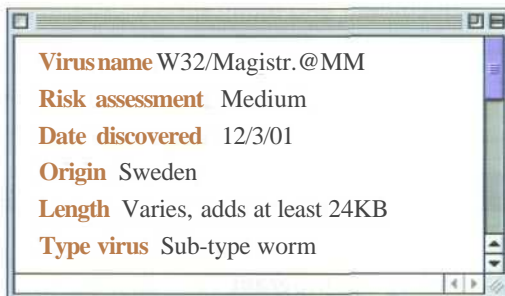 Virus name W32/Magistr.@MM
Risk assessment Medium
Date discovered 12/3/01
Origin Sweden
Length Varies, adds at least 24KB
Type virus Sub-type worm